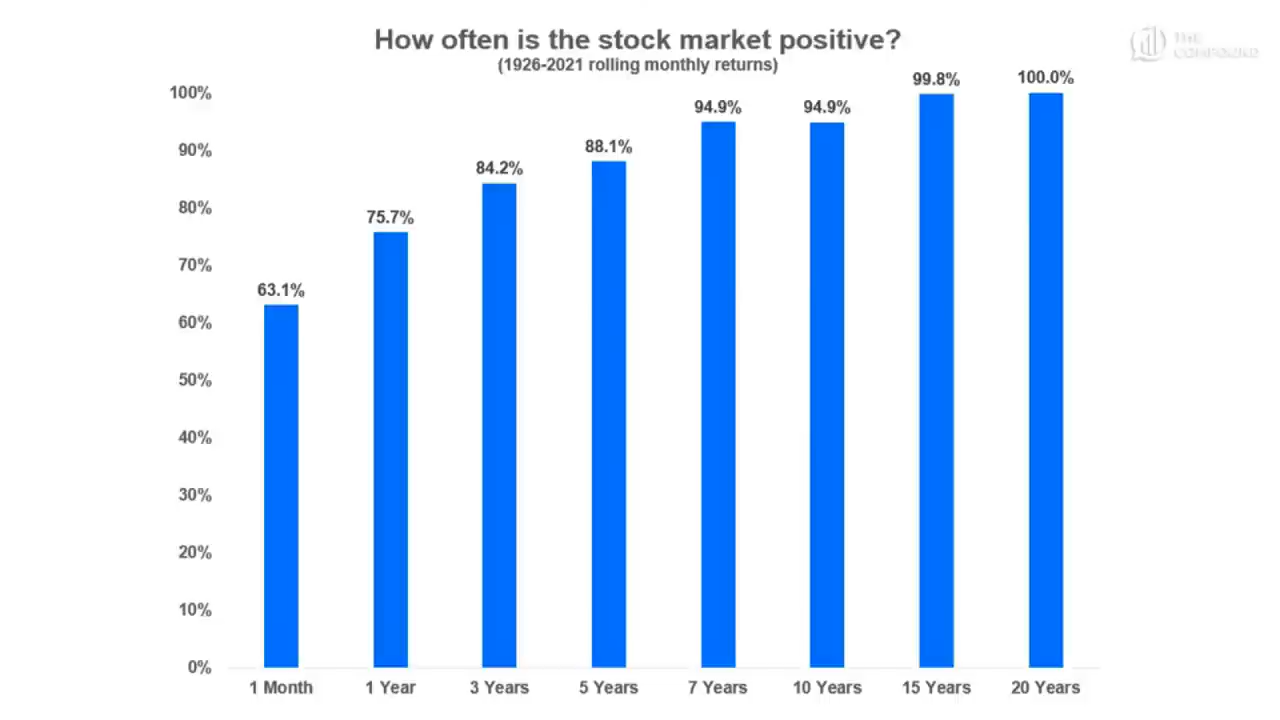 How often is the stock market positive?
(1926-2021 rolling monthly returns)
THE
COMPOUND
100%
90%
80%
70%
60%
50%
40%
30%
20%
10%
0%
63.1%
75.7%
84.2%
88.1%
94.9%
94.9%
99.8%
100.0%
1 Month
1 Year
3 Years
5 Years
7 Years
10 Years
15 Years
20 Years